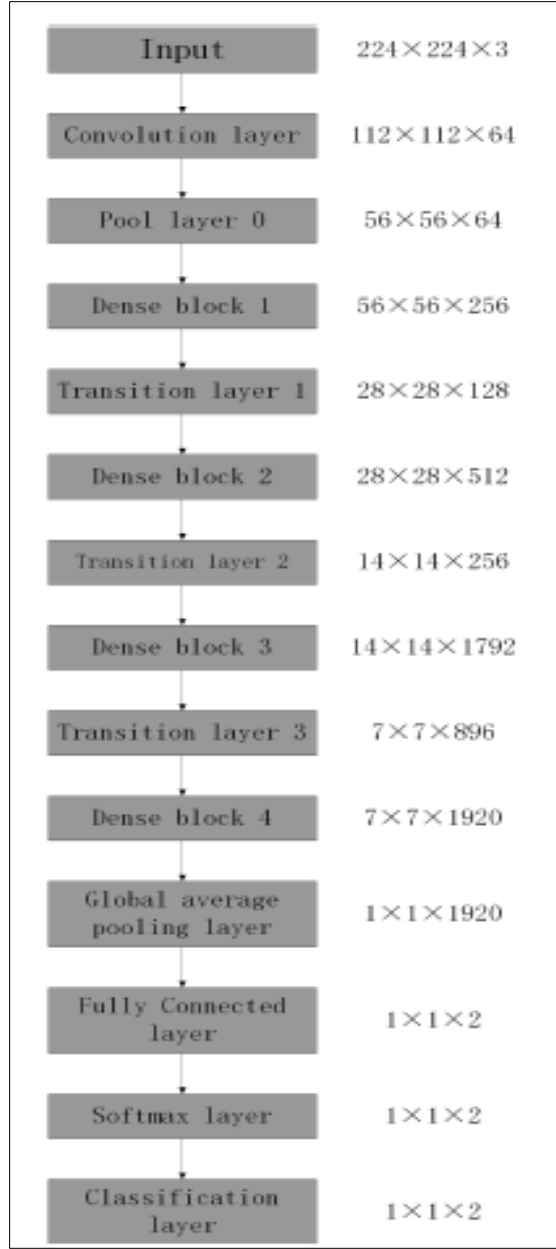 Input 224×224×3
Convolution layer 112×112×64
Pool layer 0 56×56×64
Dense block 1 56×56×256
Transition layer 1 28×28×128
Dense block 2 28×28×512
Transition layer 2 14×14×256
Dense block 3 14×14×1792
Transition layer 3 7×7×896
Dense block 4 7×7×1920
Global average
pooling layer 1×1×1920
Fully Connected
layer 1×1×2
Softmax layer 1×1×2
Classification
layer 1×1×2